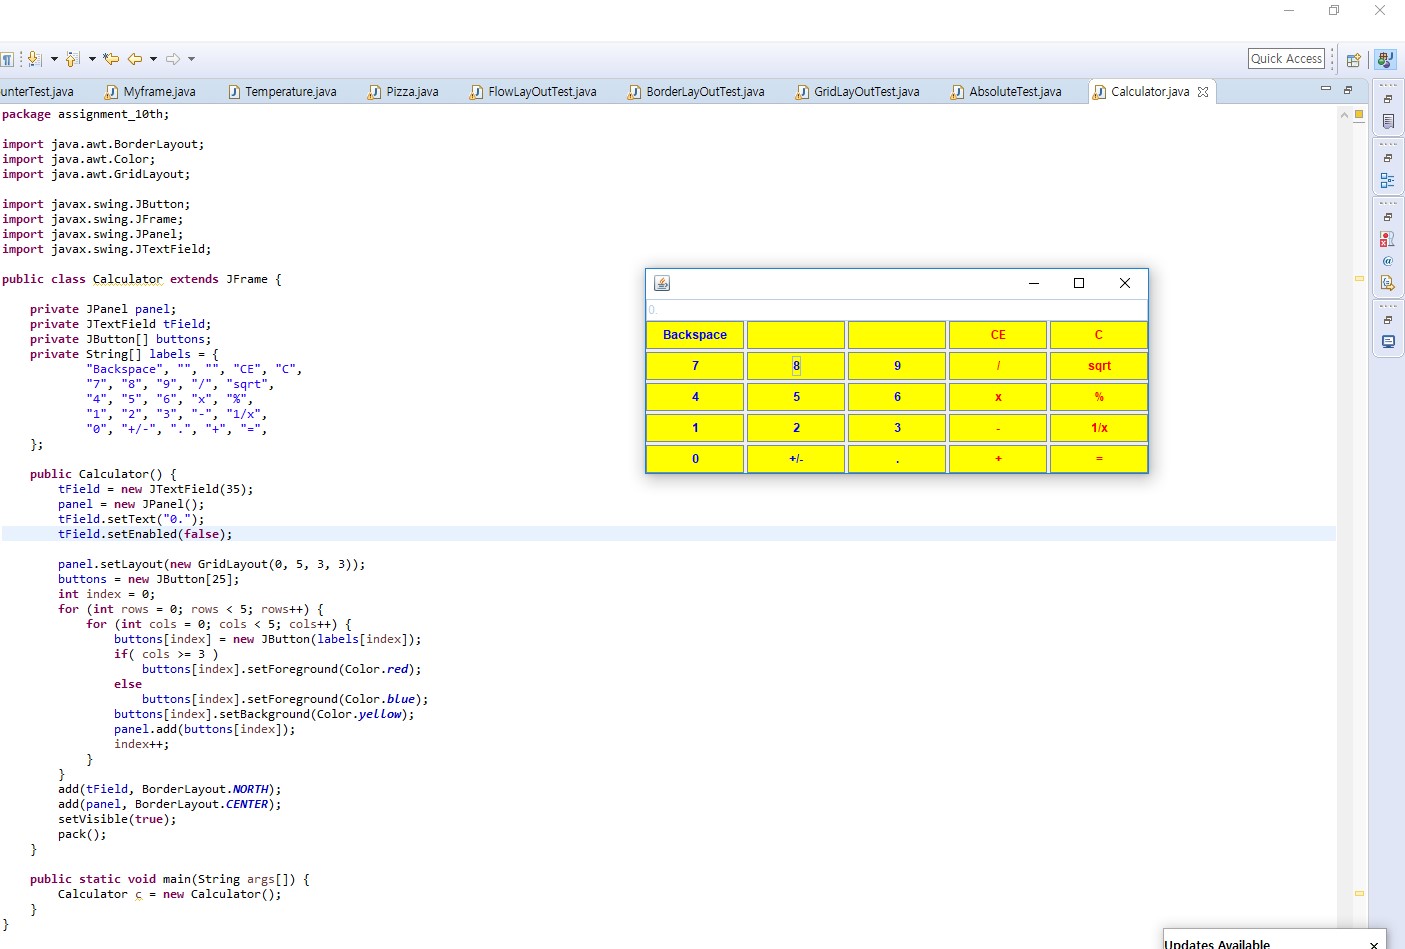 Quick Access
unterTest.java Myframe.java Temperature.java Pizza.java FlowLayOutTest.java BorderLayOutTest.java GridLayOutTest.java AbsoluteTest.java Calculator.java
package assignment_10th;
import java.awt.BorderLayout;
import java.awt.Color;
import java.awt.GridLayout;
import javax.swing.JButton;
import javax.swing.JFrame;
import javax.swing.JPanel;
import javax.swing.JTextField;
public class Calculator extends JFrame {
private JPanel panel;
private JTextField tField;
private JButton[] buttons;
private String[] labels = {
"Backspace", "", "", "CE", "C",
"7", "8", "9", "/", "sqrt",
"4", "5", "6", "x", "%",
"1", "2", "3", "-", "1/x",
"0", "+/-", ".", "+", "=",
};
public Calculator() {
tField = new JTextField(35);
panel = new JPanel();
tField.setText("0.");
tField.setEnabled(false);
panel.setLayout(new GridLayout(0, 5, 3, 3));
buttons = new JButton[25];
int index = 0;
for (int rows = 0; rows < 5; rows++) {
for (int cols = 0; cols < 5; cols++) {
buttons[index] = new JButton(labels[index]);
if( cols >= 3 )
buttons[index].setForeground(Color.red);
else
buttons[index].setForeground(Color.blue);
buttons[index].setBackground(Color.yellow);
panel.add(buttons[index]);
index++;
}
}
add(tField, BorderLayout.NORTH);
add(panel, BorderLayout.CENTER);
setVisible(true);
pack();
}
public static void main(String args[]) {
Calculator c = new Calculator();
}
}
0.
Backspace CE C
7 8 9 / sqrt
4 5 6 x %
1 2 3 - 1/x
0 +/- . + =
Updates Available